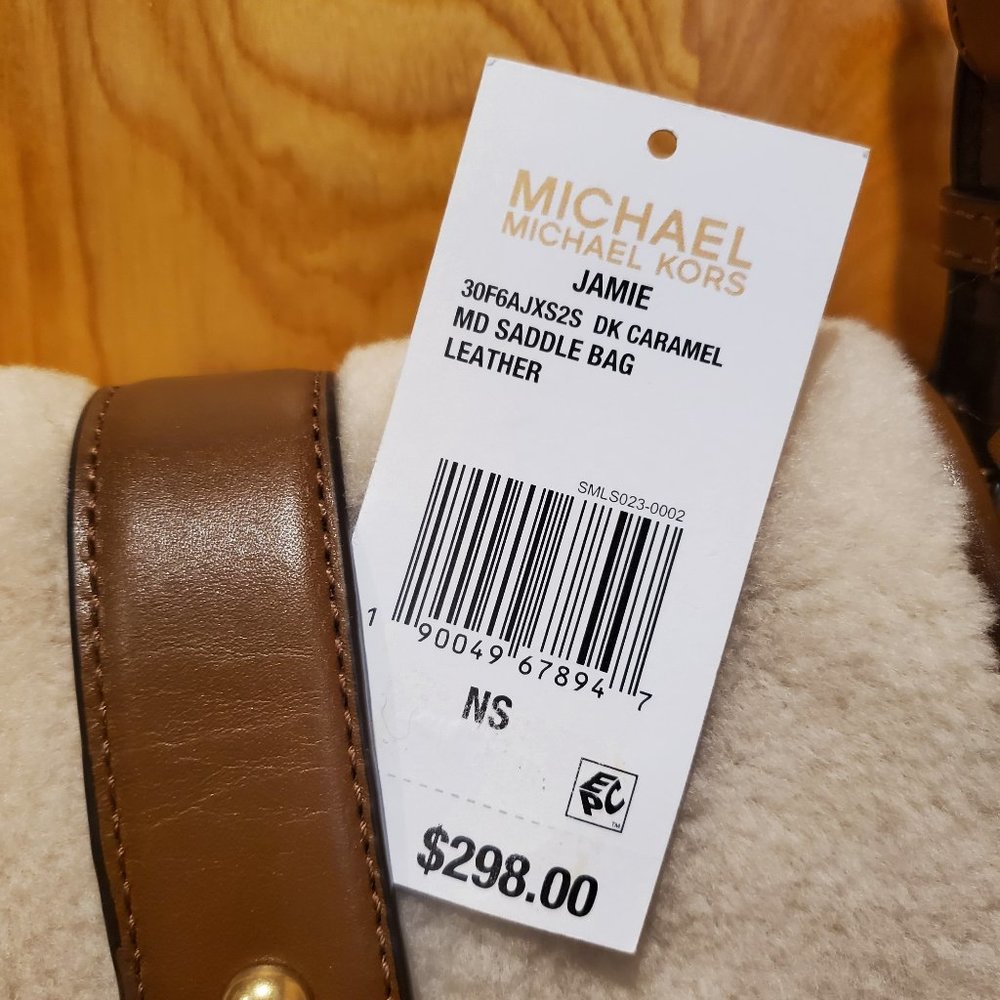 MICHAEL
MICHAEL KORS
JAMIE
30F6AJXS2S DK CARAMEL
MD SADDLE BAG
LEATHER
SMLS023-0002
1 90049 67894 7
NS
EPC
TM
$298.00